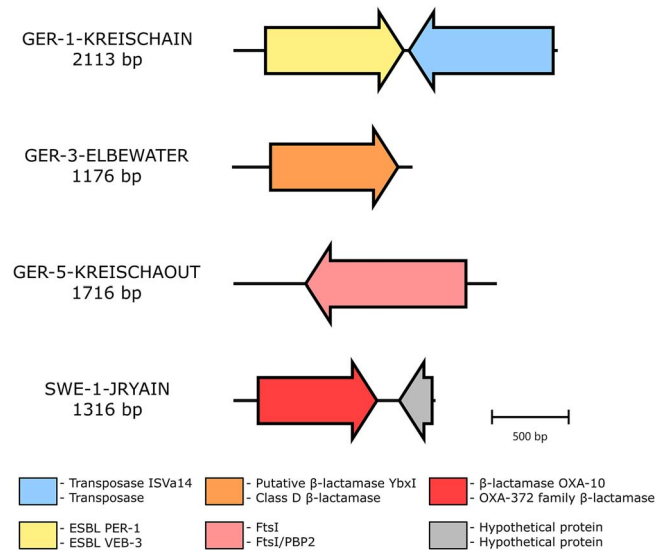 GER-1-KREISCHAIN
2113 bp
GER-3-ELBEWATER
1176 bp
GER-5-KREISCHAOUT
1716 bp
SWE-1-JRYAIN
1316 bp
500 bp
- Transposase ISVa14
- Transposase
- Putative β-lactamase YbxI
- Class D β-lactamase
- β-lactamase OXA-10
- OXA-372 family β-lactamase
- ESBL PER-1
- ESBL VEB-3
- FtsI
- FtsI/PBP2
- Hypothetical protein
- Hypothetical protein